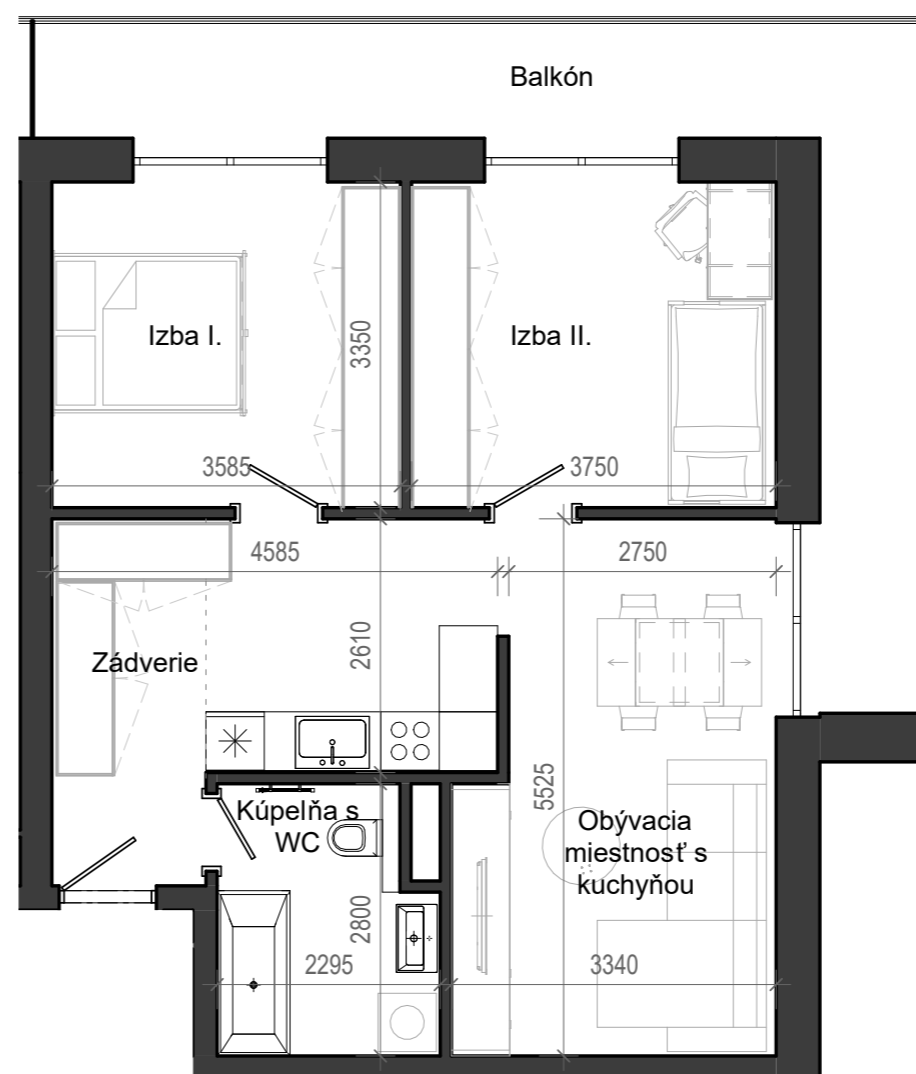 Balkón
Izba I.
Izba II.
3350
3585
3750
4585
2750
2610
Zádverie
5525
Kúpeľňa s
WC
Obývacia
miestnosť s
kuchyňou
2800
2295
3340